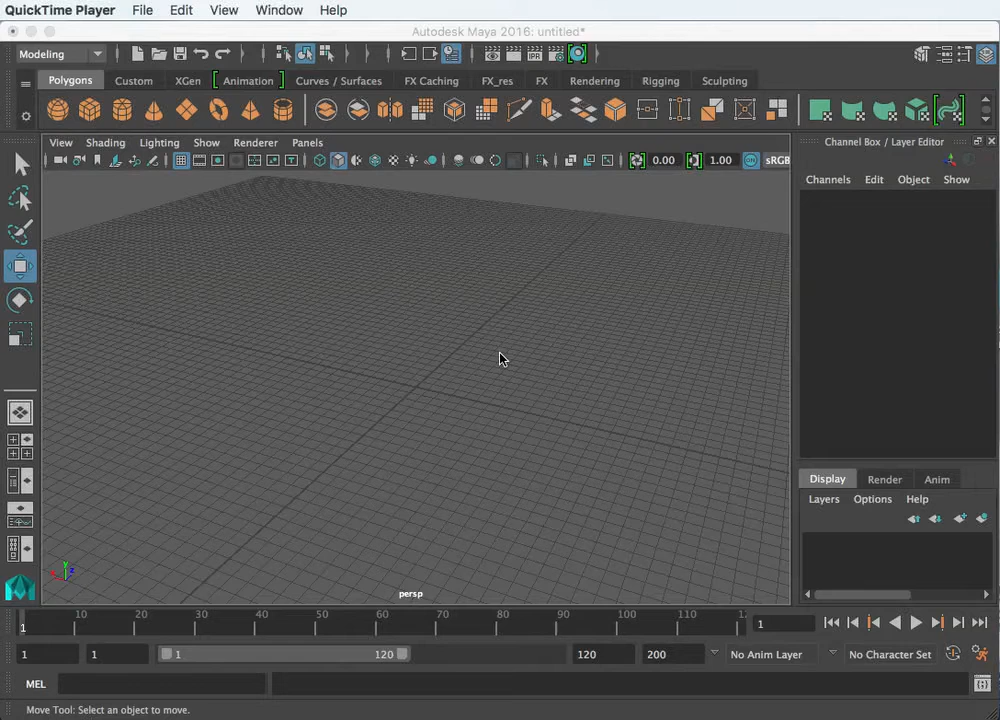 QuickTime Player File Edit View Window Help
Autodesk Maya 2016: untitled*
Modeling
Polygons Custom XGen Animation Curves / Surfaces FX Caching FX_res FX Rendering Rigging Sculpting
View Shading Lighting Show Renderer Panels
Channel Box / Layer Editor
0.00 1.00 ON sRGB
Channels Edit Object Show
persp
Display Render Anim
Layers Options Help
10 20 30 40 50 60 70 80 90 100 110 12
1
1
1 1 1 120 120 200 No Anim Layer No Character Set
MEL
Move Tool: Select an object to move.